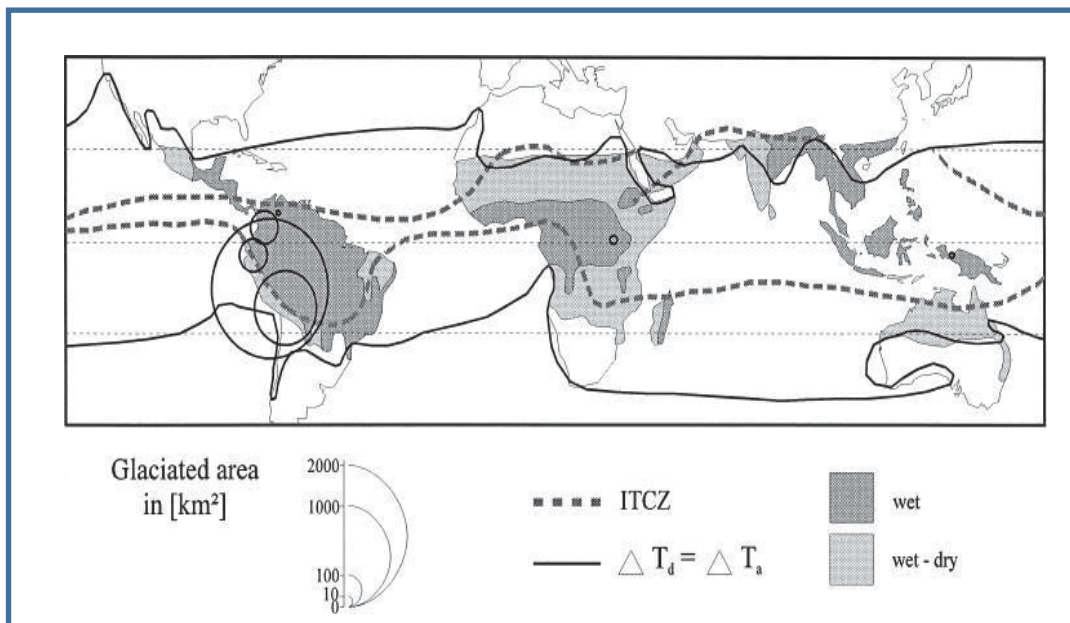 Glaciated area
in [km²]
2000
1000
100
10
0
ITCZ
△ T_d = △ T_a
wet
wet - dry